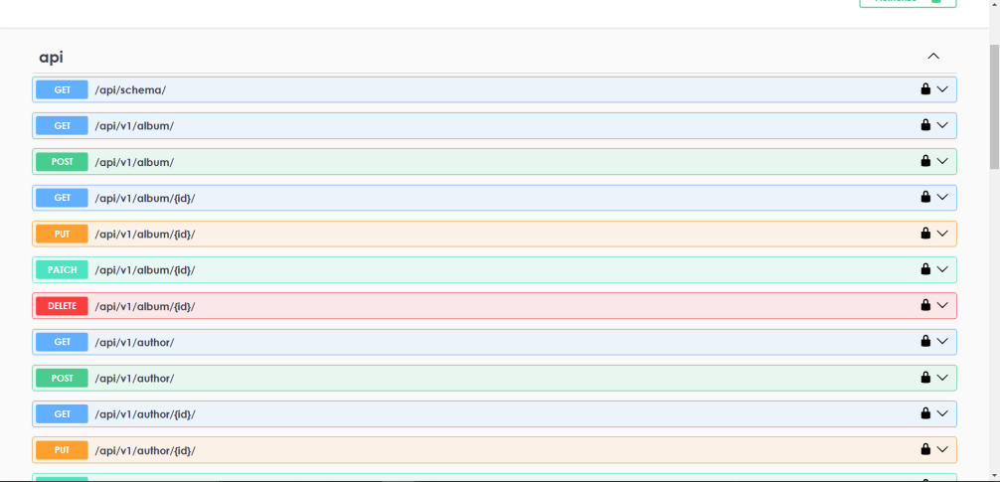 api
GET /api/schema/
GET /api/v1/album/
POST /api/v1/album/
GET /api/v1/album/{id}/
PUT /api/v1/album/{id}/
PATCH /api/v1/album/{id}/
DELETE /api/v1/album/{id}/
GET /api/v1/author/
POST /api/v1/author/
GET /api/v1/author/{id}/
PUT /api/v1/author/{id}/